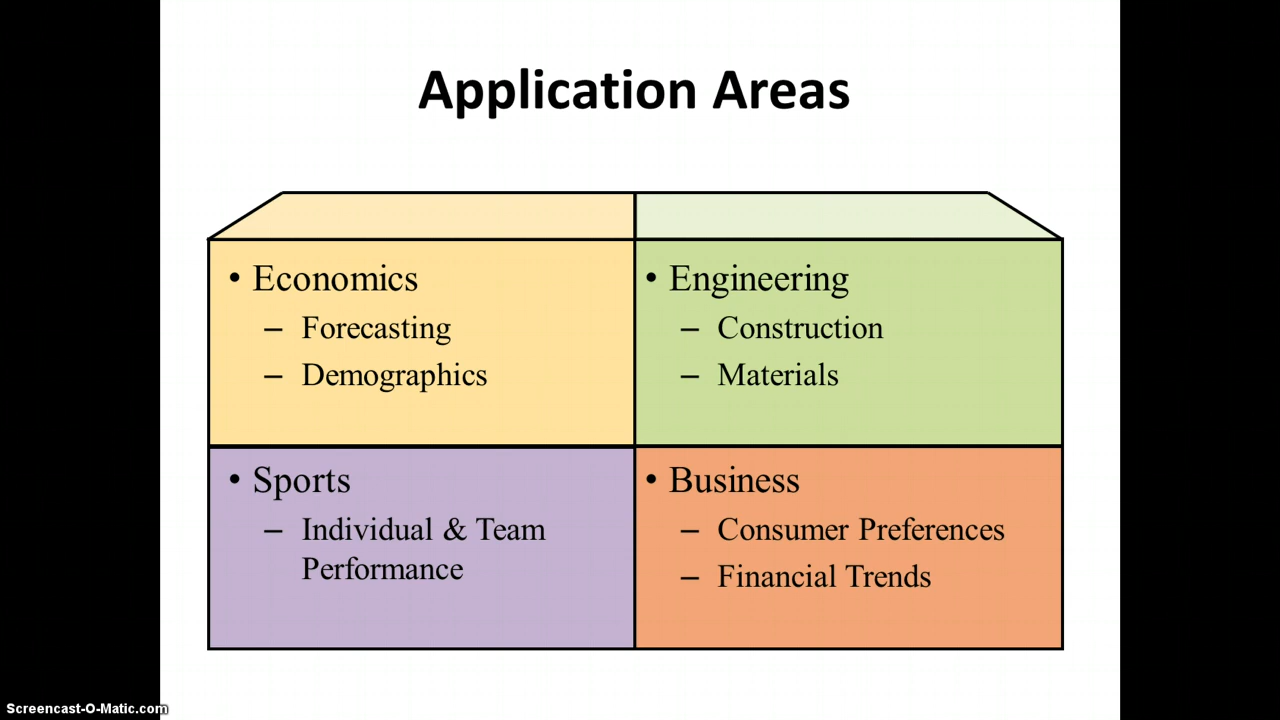 Application Areas
• Economics
– Forecasting
– Demographics
• Engineering
– Construction
– Materials
• Sports
– Individual & Team
Performance
• Business
– Consumer Preferences
– Financial Trends
Screencast-O-Matic.com